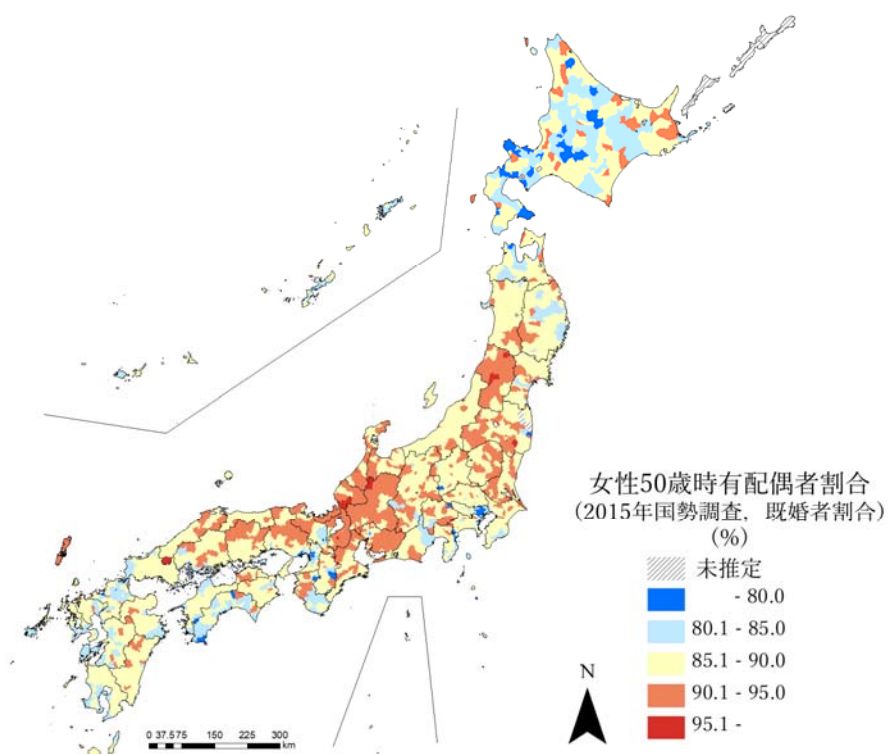 女性50歳時有配偶者割合
(2015年国勢調査，既婚者割合)
(%)
未推定
- 80.0
80.1 - 85.0
85.1 - 90.0
90.1 - 95.0
95.1 -
N
0 37.575 150 225 300
km